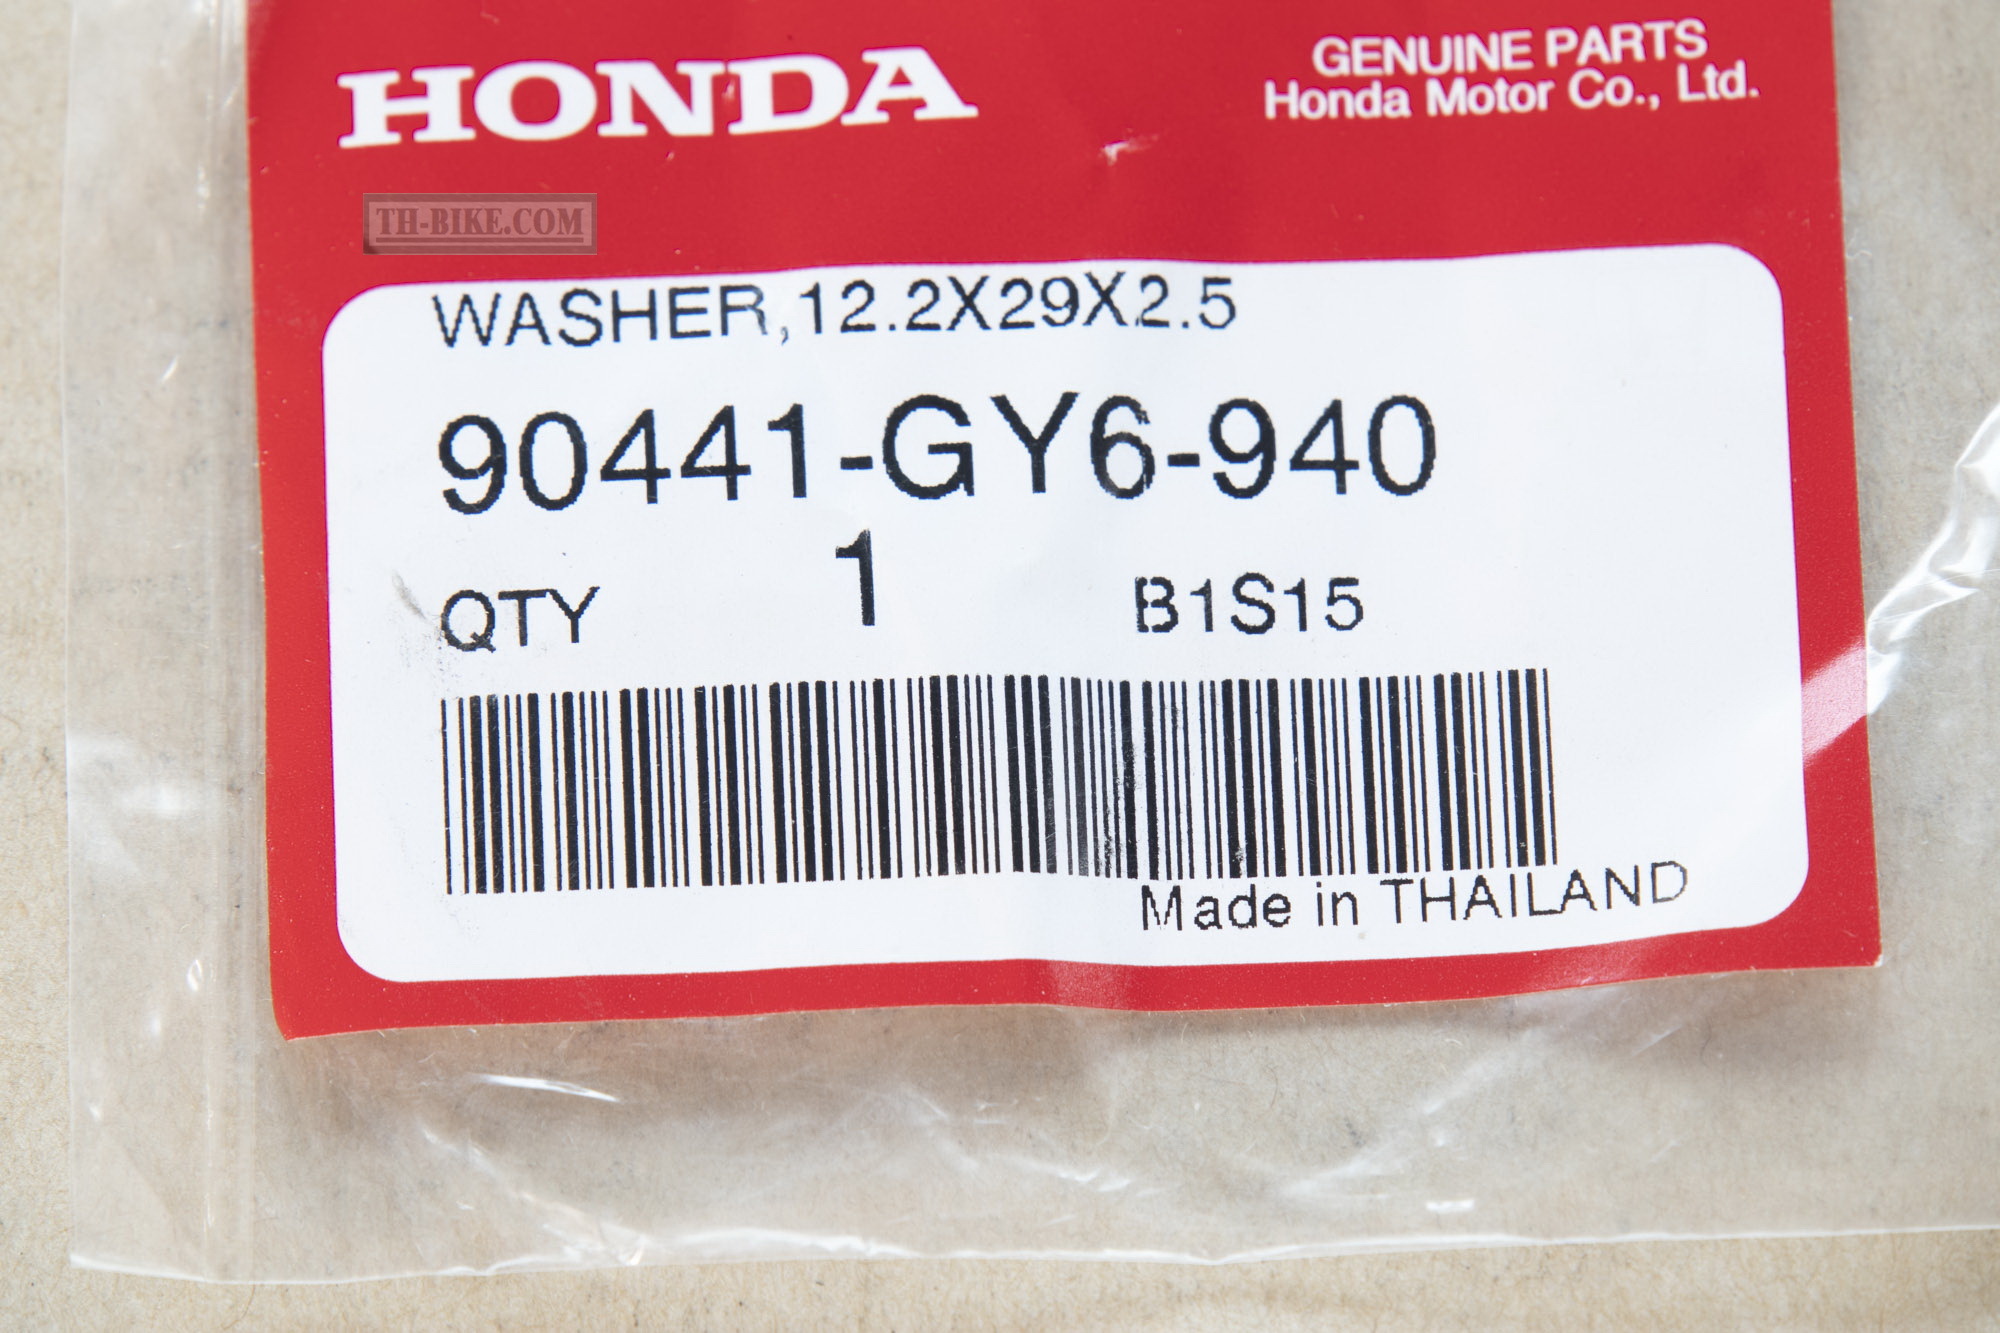 HONDA
GENUINE PARTS
Honda Motor Co., Ltd.
TH-BIKE.COM
WASHER,12.2X29X2.5
90441-GY6-940
QTY 1 B1S15
Made in THAILAND